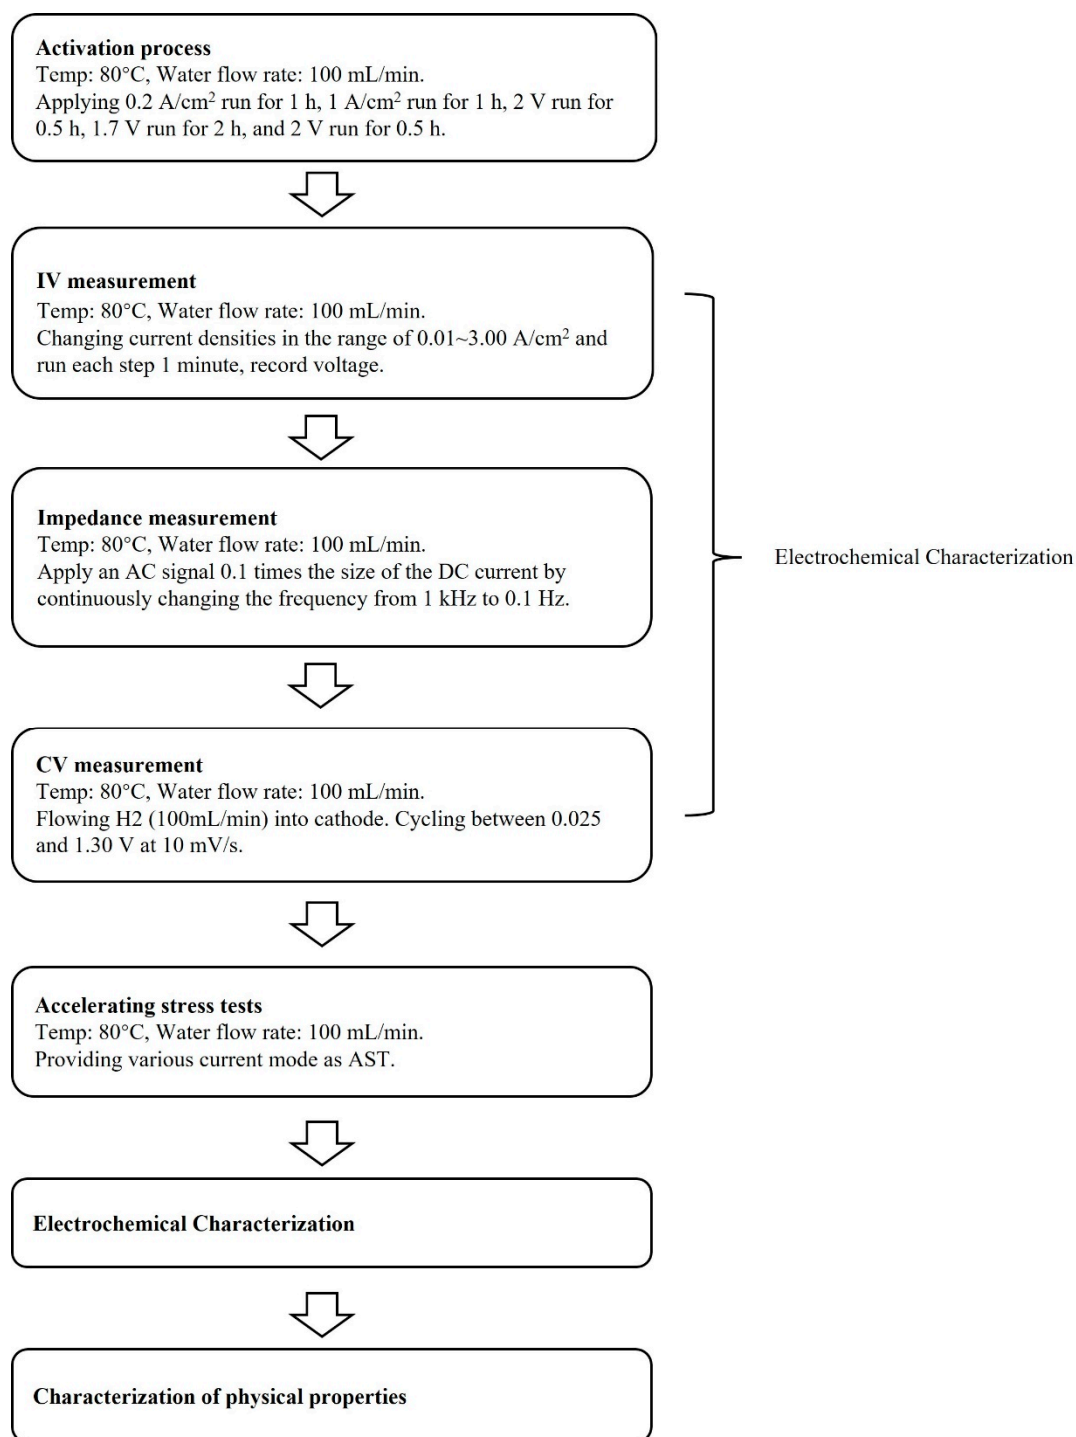 Activation process
Temp: 80°C, Water flow rate: 100 mL/min.
Applying 0.2 A/cm² run for 1 h, 1 A/cm² run for 1 h, 2 V run for
0.5 h, 1.7 V run for 2 h, and 2 V run for 0.5 h.
IV measurement
Temp: 80°C, Water flow rate: 100 mL/min.
Changing current densities in the range of 0.01~3.00 A/cm² and
run each step 1 minute, record voltage.
Impedance measurement
Temp: 80°C, Water flow rate: 100 mL/min.
Apply an AC signal 0.1 times the size of the DC current by
continuously changing the frequency from 1 kHz to 0.1 Hz.
Electrochemical Characterization
CV measurement
Temp: 80°C, Water flow rate: 100 mL/min.
Flowing H2 (100mL/min) into cathode. Cycling between 0.025
and 1.30 V at 10 mV/s.
Accelerating stress tests
Temp: 80°C, Water flow rate: 100 mL/min.
Providing various current mode as AST.
Electrochemical Characterization
Characterization of physical properties